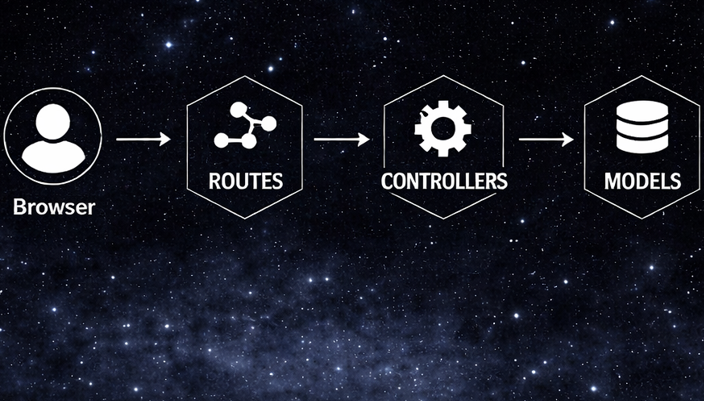 Browser
ROUTES
CONTROLLERS
MODELS